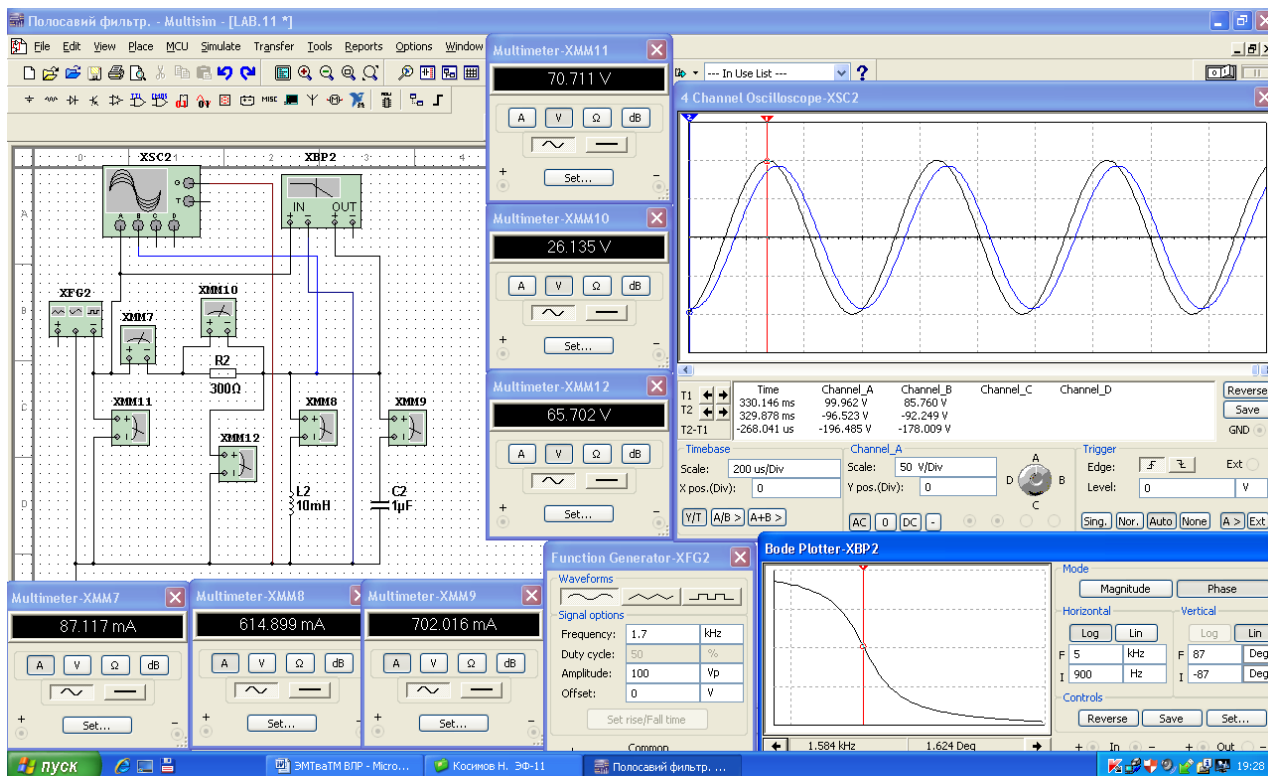 Полосавий фильтр. - Multisim - [LAB.11 *]
File Edit View Place MCU Simulate Transfer Tools Reports Options Window
--- In Use List ---
?
MISC
0 1 2 3 4
A
B
C
D
XSC2
G
T
A B C D
XBP2
IN OUT
XFG2
XMM7
XMM10
R2
300Ω
XMM11
XMM12
XMM8
XMM9
L2
10mH
C2
1µF
Multimeter-XMM11
70.711 V
A V Ω dB
Set...
Multimeter-XMM10
26.135 V
A V Ω dB
Set...
Multimeter-XMM12
65.702 V
A V Ω dB
Set...
4 Channel Oscilloscope-XSC2
2 1
Time Channel_A Channel_B Channel_C Channel_D
T1 330.146 ms 99.962 V 85.760 V
T2 329.878 ms -96.523 V -92.249 V
T2-T1 -268.041 us -196.485 V -178.009 V
Reverse
Save
GND
Timebase
Scale: 200 us/Div
X pos.(Div): 0
Y/T A/B > A+B >
Channel_A
Scale: 50 V/Div
Y pos.(Div): 0
AC 0 DC -
A
B
C
D
Trigger
Edge: Ext
Level: 0 V
Sing. Nor. Auto None A > Ext
Multimeter-XMM7
87.117 mA
A V Ω dB
Set...
Multimeter-XMM8
614.899 mA
A V Ω dB
Set...
Multimeter-XMM9
702.016 mA
A V Ω dB
Set...
Function Generator-XFG2
Waveforms
Signal options
Frequency: 1.7 kHz
Duty cycle: 50 %
Amplitude: 100 Vp
Offset: 0 V
Set rise/Fall time
Common
Bode Plotter-XBP2
1.584 kHz 1.624 Deg
Mode
Magnitude Phase
Horizontal Vertical
Log Lin Log Lin
F 5 kHz F 87 Deg
I 900 Hz I -87 Deg
Controls
Reverse Save Set...
+ In - + Out -
пуск
ЭМТваТМ ВЛР - Micro...
Косимов Н. ЭФ-11
Полосавий фильтр. ...
19:28